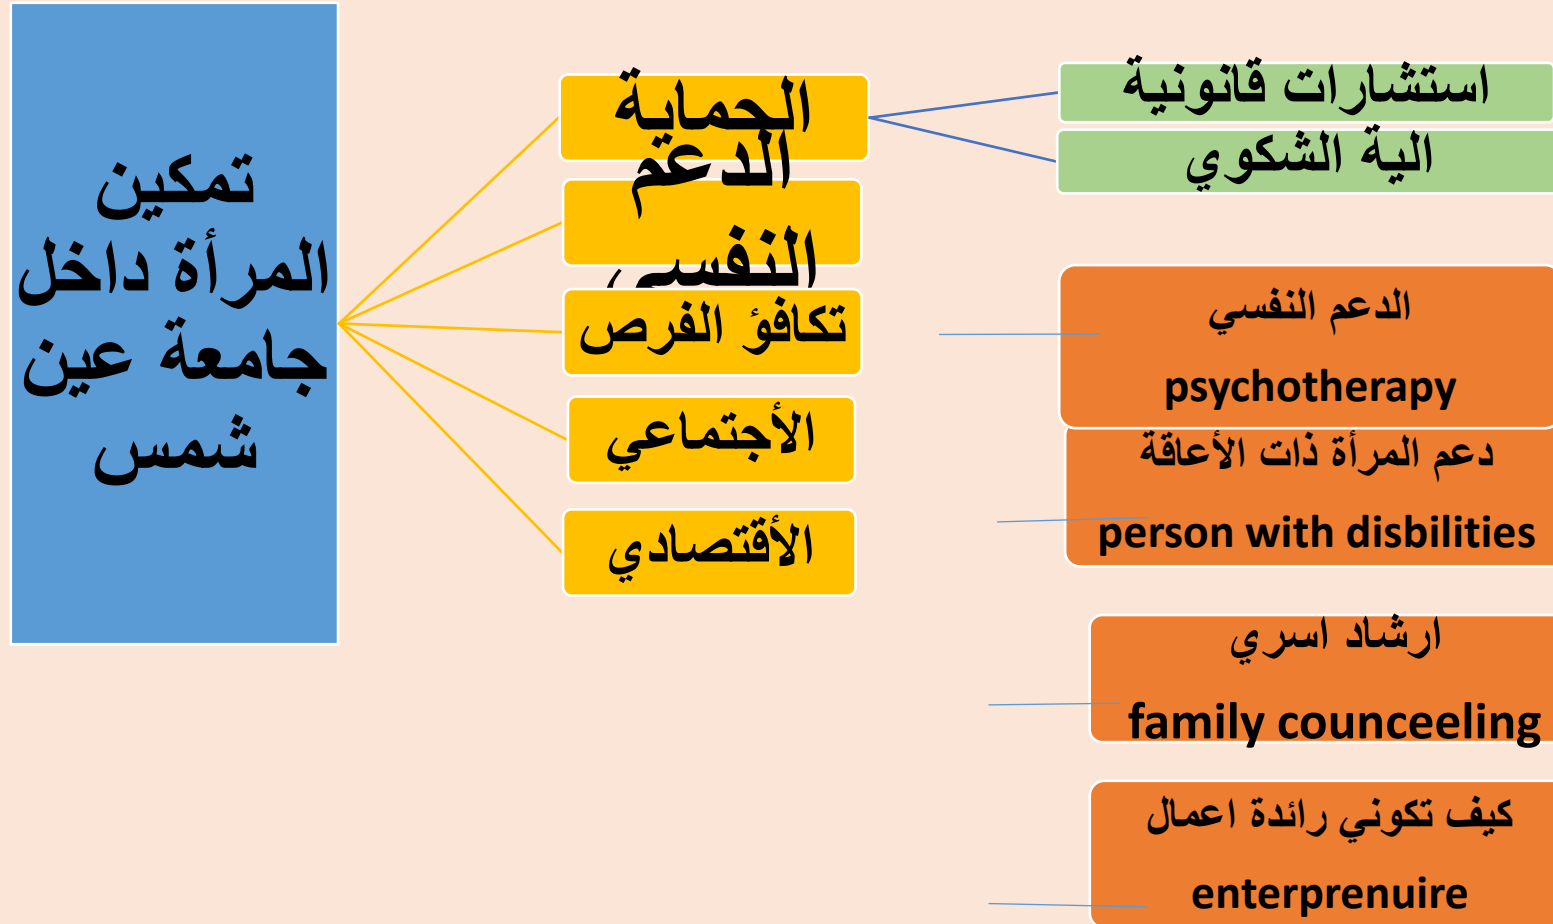 تمكين
المرأة داخل
جامعة عين
شمس
الحماية
الدعم
النفسي
تكافؤ الفرص
الأجتماعي
الأقتصادي
استشارات قانونية
الية الشكوي
الدعم النفسي
psychotherapy
دعم المرأة ذات الأعاقة
person with disbilities
ارشاد اسري
family counceeling
كيف تكوني رائدة اعمال
enterprenuire